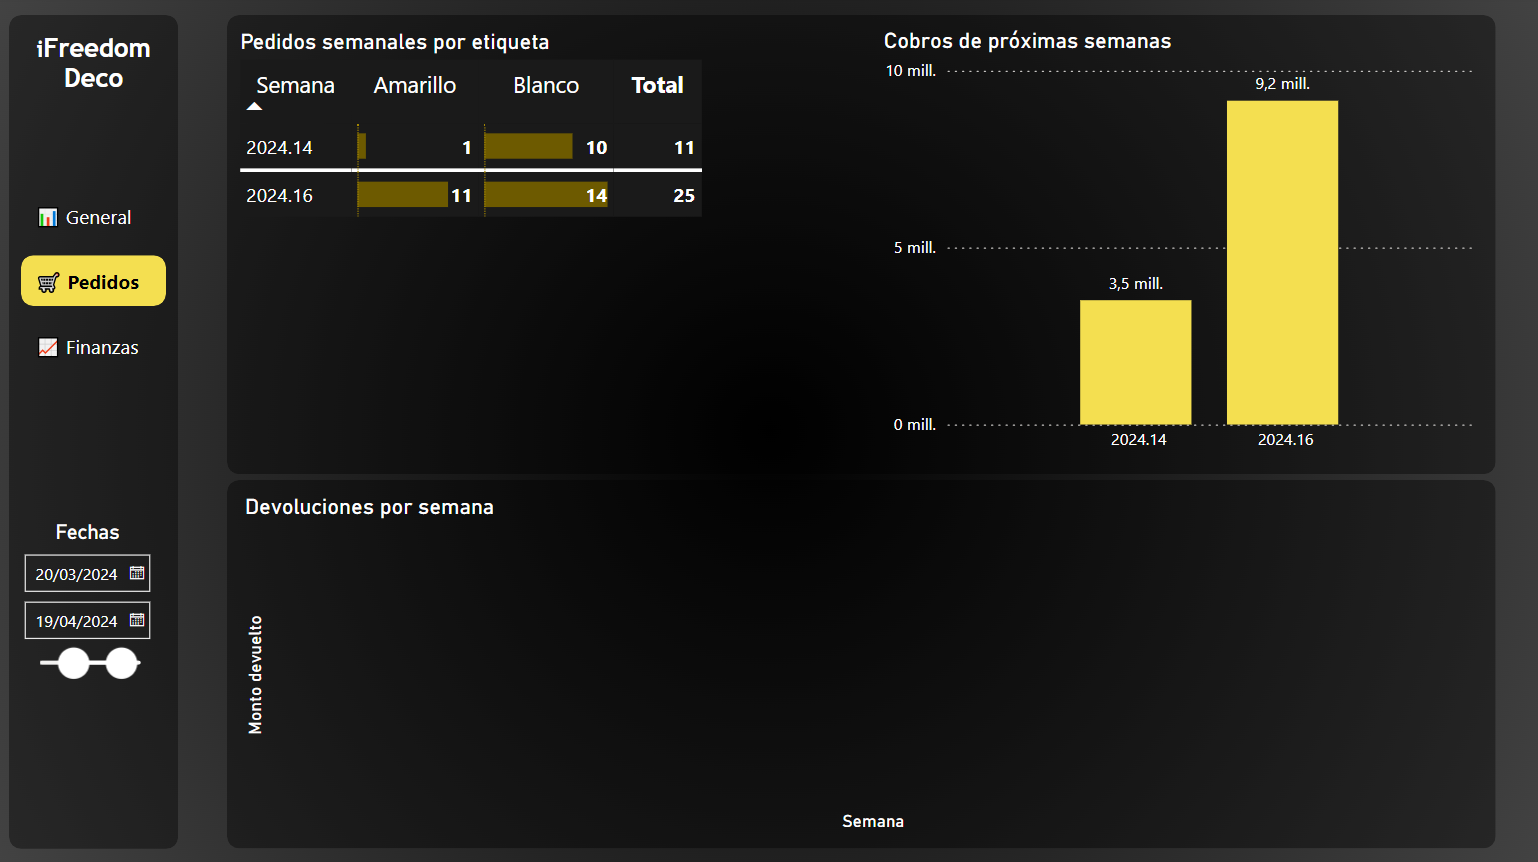 iFreedom
Deco
General
Pedidos
Finanzas
Fechas
20/03/2024
19/04/2024
Pedidos semanales por etiqueta
Semana Amarillo Blanco Total
2024.14 1 10 11
2024.16 11 14 25
Cobros de próximas semanas
10 mill.
9,2 mill.
5 mill.
3,5 mill.
0 mill.
2024.14 2024.16
Devoluciones por semana
Monto devuelto
Semana